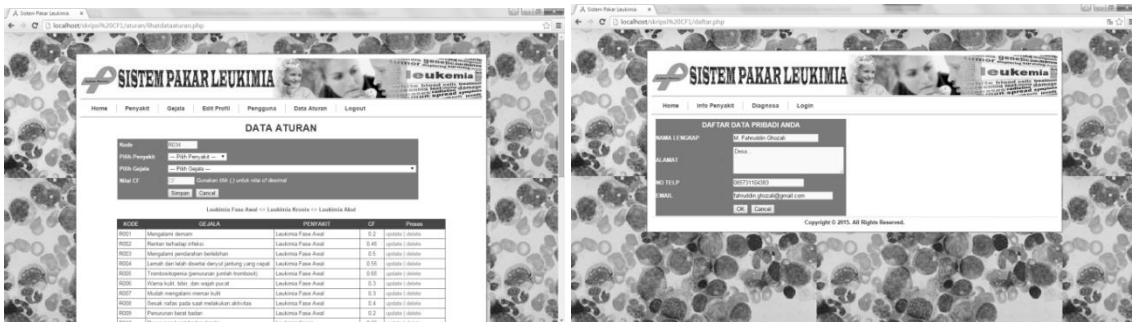 Sistem Pakar Leukimia
localhost/skripsi%20CF1/aturan/lihatdataaturan.php
SISTEM PAKAR LEUKIMIA
leukemia
Home Penyakit Gejala Edit Profil Pengguna Data Aturan Logout
DATA ATURAN
Kode R034
Pilih Penyakit --- Pilih Penyakit ---
Pilih Gejala --- Pilih Gejala ---
Nilai CF Gunakan titik (.) untuk nilai cf desimal
Simpan Cancel
Leukimia Fase Awal <> Leukimia Kronis <> Leukimia Akut
KODE GEJALA PENYAKIT CF Proses
R001 Mengalami demam Leukimia Fase Awal 0.2 update | delete
R002 Rentan terhadap infeksi Leukimia Fase Awal 0.45 update | delete
R003 Mengalami pendarahan berlebihan Leukimia Fase Awal 0.5 update | delete
R004 Lemah dan lelah disertai denyut jantung yang cepat Leukimia Fase Awal 0.55 update | delete
R005 Trombositopenia (penurunan jumlah trombosit) Leukimia Fase Awal update | delete
R006 Warna kulit, bibir, dan wajah pucat Leukimia Fase Awal 0.3 update | delete
R007 Mudah mengalami memar kulit Leukimia Fase Awal 0.3 update | delete
R008 Sesak nafas pada saat melakukan aktivitas Leukimia Fase Awal 0.4 update | delete
R009 Penurunan berat badan Leukimia Fase Awal 0.2 update | delete
Sistem Pakar Leukimia
localhost/skripsi%20CF1/daftar.php
SISTEM PAKAR LEUKIMIA
leukemia
Home Info Penyakit Diagnosa Login
DAFTAR DATA PRIBADI ANDA
NAMA LENGKAP M. Fahruddin Ghozali
ALAMAT Desa...
NO TELP 085731104383
EMAIL fahruddin.ghozali@gmail.com
OK Cancel
Copyright © 2015. All Rights Reserved.